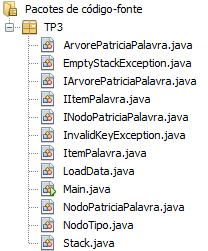 Pacotes de código-fonte
TP3
ArvorePatriciaPalavra.java
EmptyStackException.java
IArvorePatriciaPalavra.java
IItemPalavra.java
INodoPatriciaPalavra.java
InvalidKeyException.java
ItemPalavra.java
LoadData.java
Main.java
NodoPatriciaPalavra.java
NodoTipo.java
Stack.java